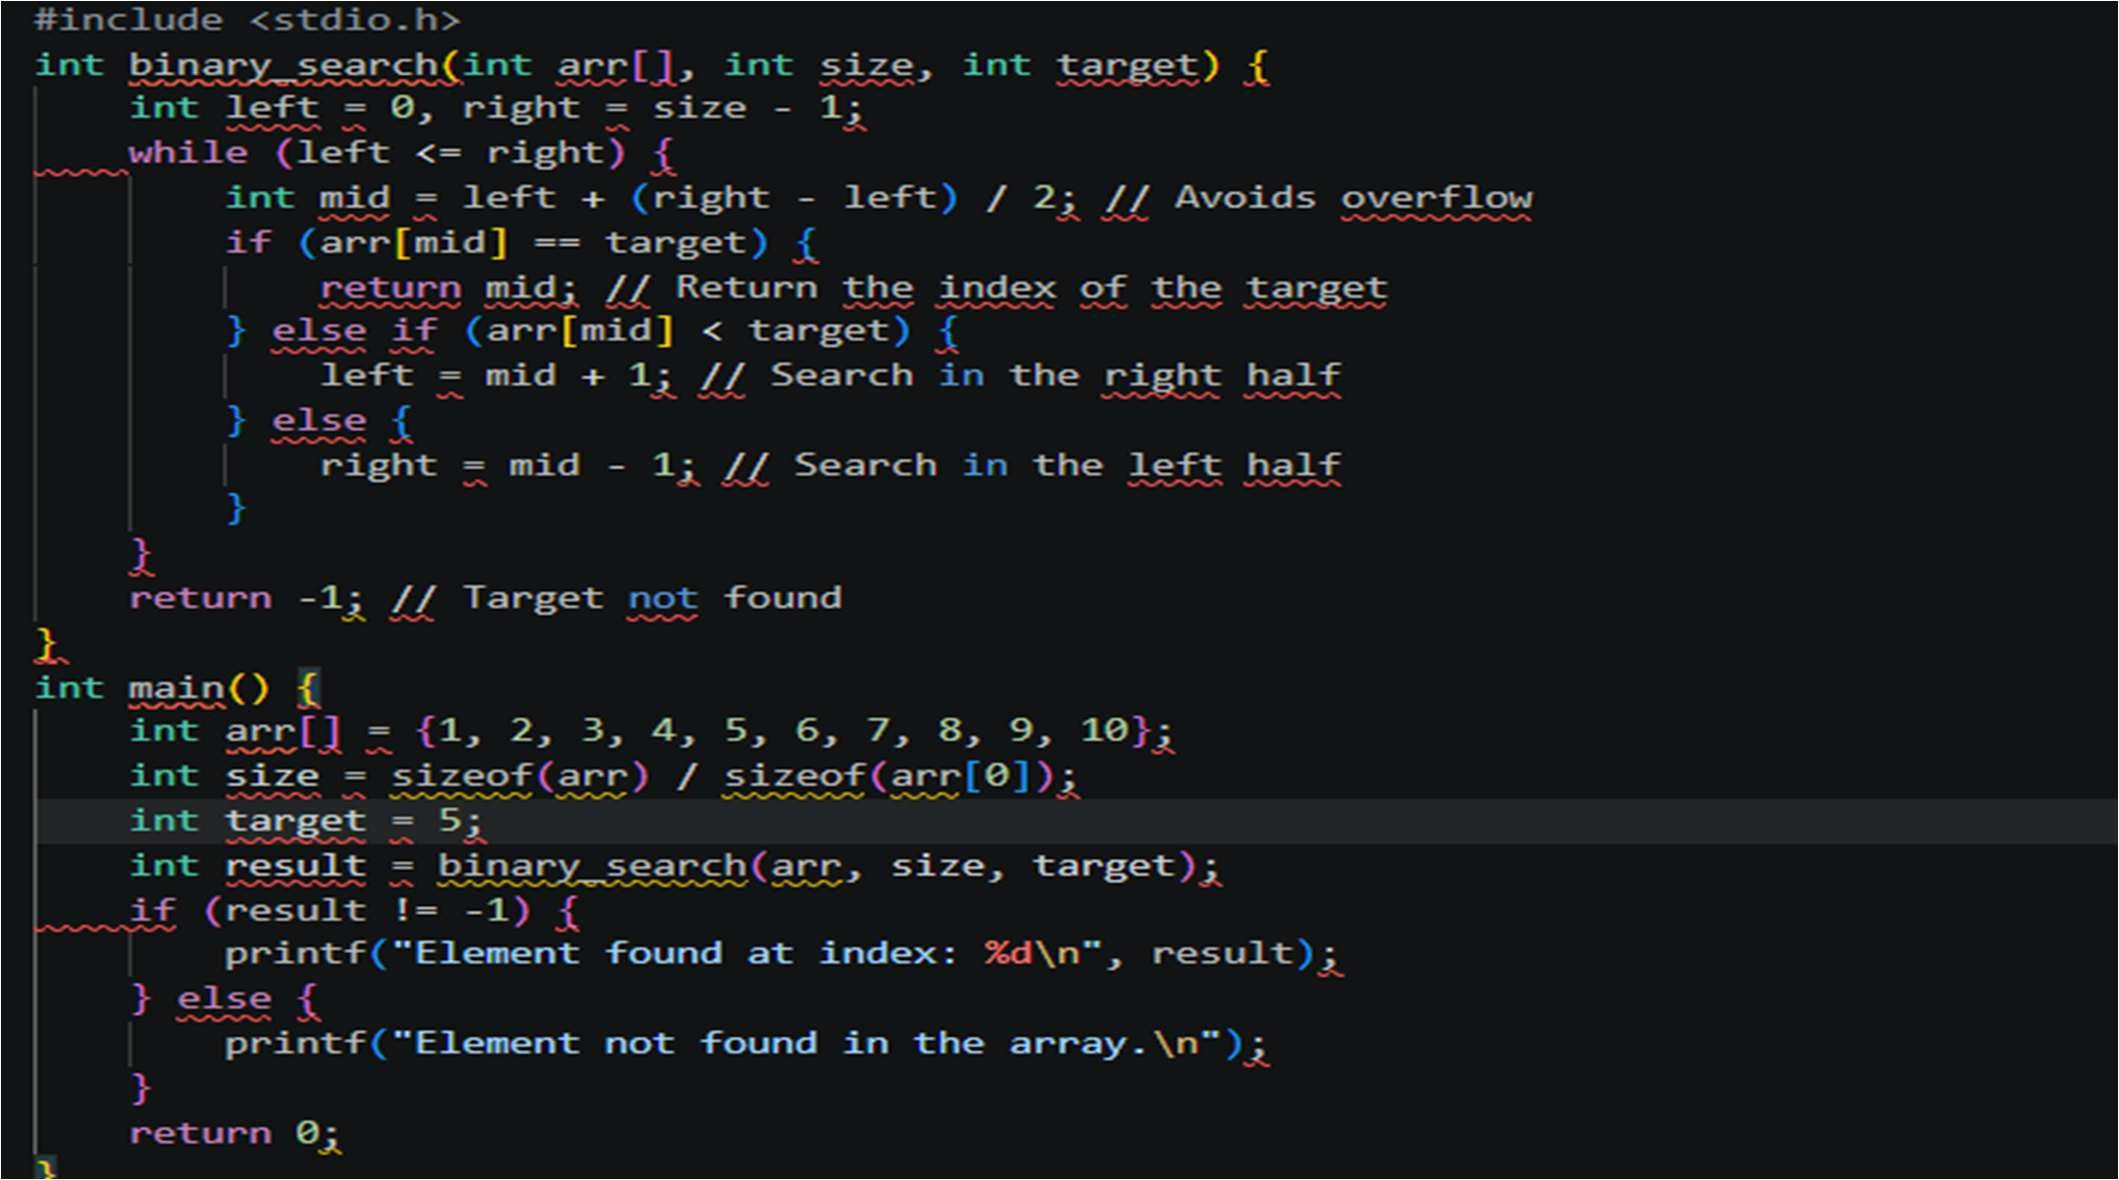 #include <stdio.h>
int binary_search(int arr[], int size, int target) {
    int left = 0, right = size - 1;
    while (left <= right) {
        int mid = left + (right - left) / 2; // Avoids overflow
        if (arr[mid] == target) {
            return mid; // Return the index of the target
        } else if (arr[mid] < target) {
            left = mid + 1; // Search in the right half
        } else {
            right = mid - 1; // Search in the left half
        }
    }
    return -1; // Target not found
}
int main() {
    int arr[] = {1, 2, 3, 4, 5, 6, 7, 8, 9, 10};
    int size = sizeof(arr) / sizeof(arr[0]);
    int target = 5;
    int result = binary_search(arr, size, target);
    if (result != -1) {
        printf("Element found at index: %d\n", result);
    } else {
        printf("Element not found in the array.\n");
    }
    return 0;
}